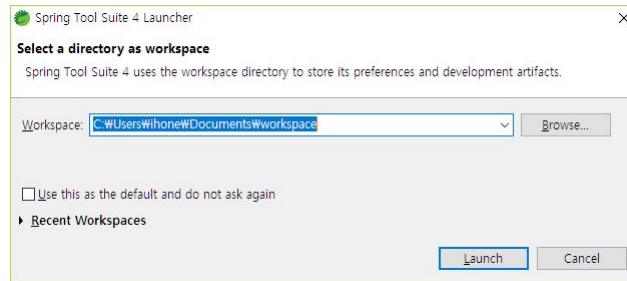 Spring Tool Suite 4 Launcher
Select a directory as workspace
Spring Tool Suite 4 uses the workspace directory to store its preferences and development artifacts.
Workspace: C:₩Users₩ihone₩Documents₩workspace Browse...
Use this as the default and do not ask again
Recent Workspaces
Launch Cancel